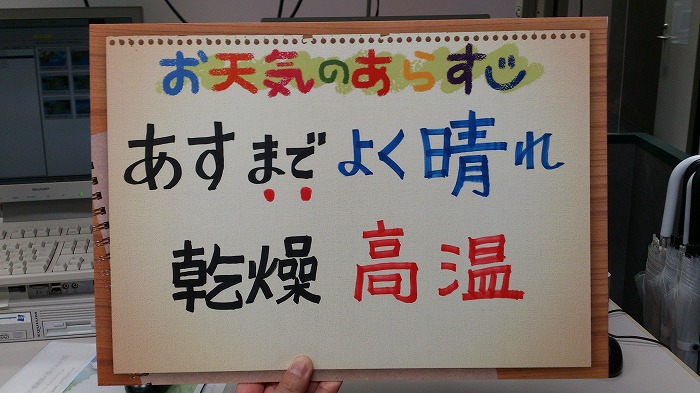 お天気のあらすじ
あすまでよく晴れ
乾燥 高温